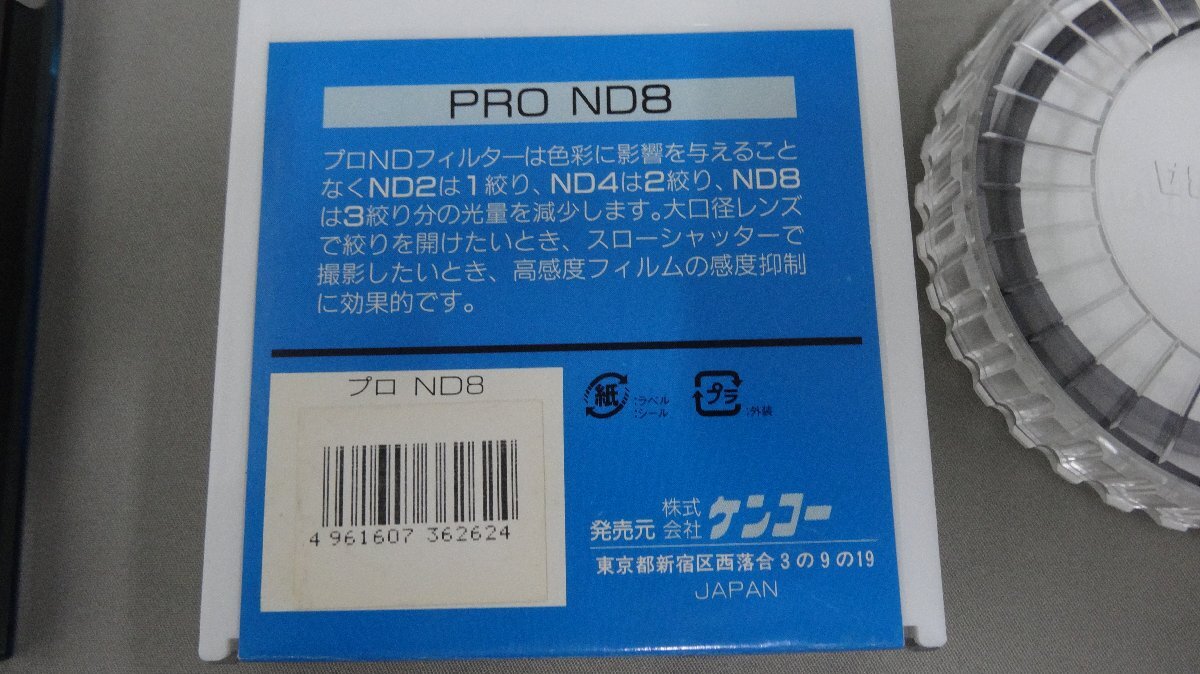 PRO ND8
プロNDフィルターは色彩に影響を与えること
なくND2は1絞り、ND4は2絞り、ND8
は3絞り分の光量を減少します。大口径レンズ
で絞りを開けたいとき、スローシャッターで
撮影したいとき、高感度フィルムの感度抑制
に効果的です。
プロ ND8
4 961607 362624
紙 :ラベル
:シール
プラ :外装
発売元 株式会社 ケンコー
東京都新宿区西落合3の9の19
JAPAN